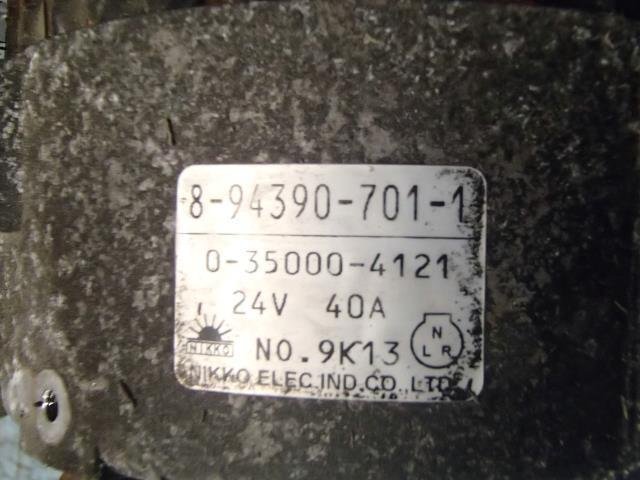 8-94390-701-1
0-35000-4121
24V 40A
NIKKO NO.9K13 N L R
NIKKO ELEC.IND.CO.,LTD.